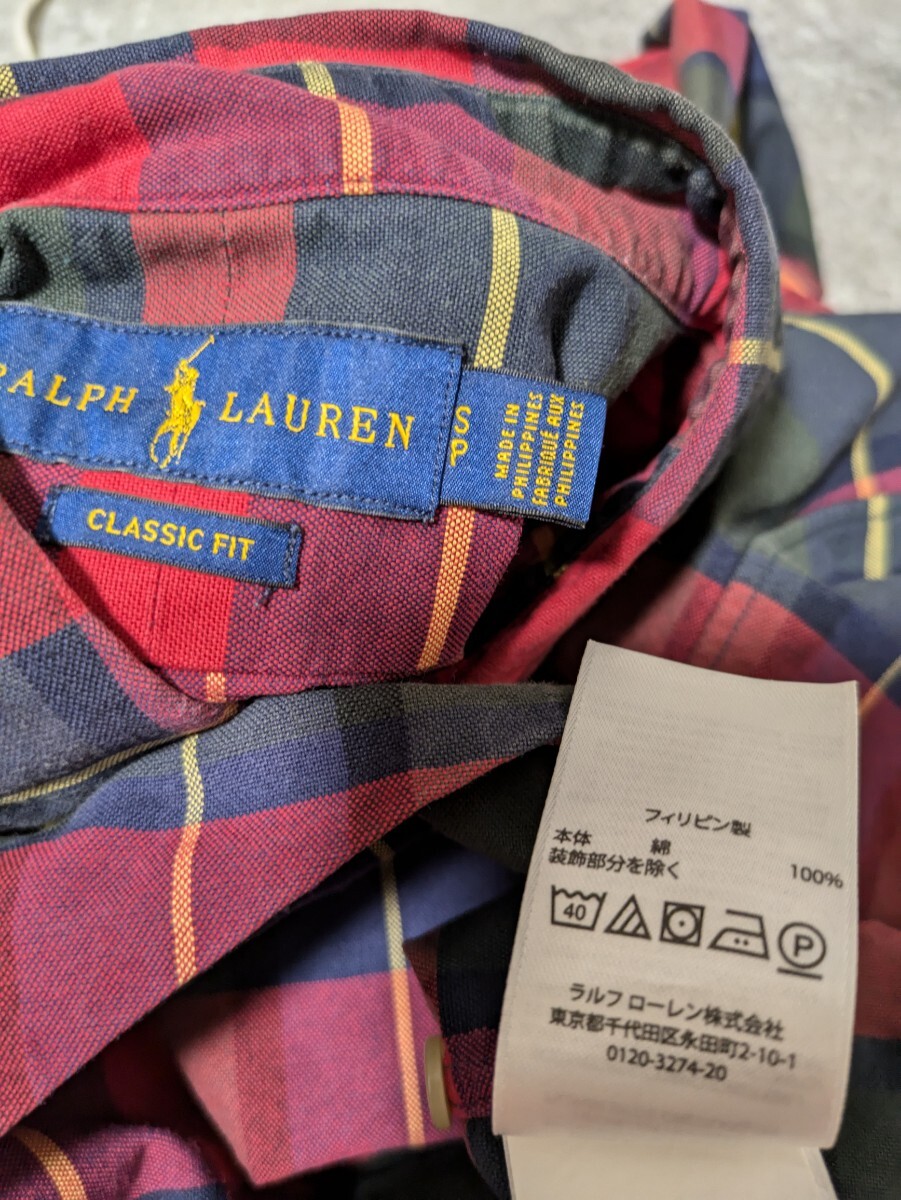 RALPH LAUREN
S
P
MADE IN
PHILIPPINES
FABRIQUÉ AUX
PHILIPPINES
CLASSIC FIT
フィリピン製
本体 綿 100%
装飾部分を除く
40
P
ラルフ ローレン株式会社
東京都千代田区永田町2-10-1
0120-3274-20